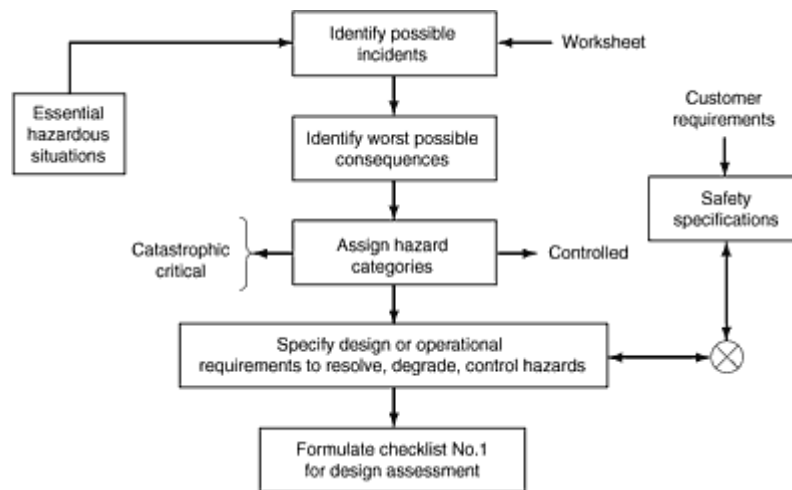 Identify possible
incidents
Worksheet
Essential
hazardous
situations
Customer
requirements
Identify worst possible
consequences
Safety
specifications
Catastrophic
critical
Assign hazard
categories
Controlled
Specify design or operational
requirements to resolve, degrade, control hazards
Formulate checklist No.1
for design assessment